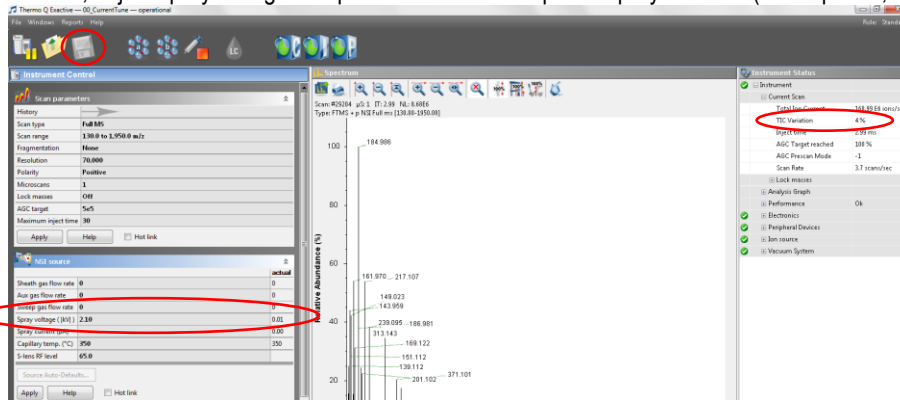 Thermo Q Exactive — 00_CurrentTune — operational
File Windows Reports Help
Role: Stand
LC
Instrument Control
Scan parameters
History
Scan type Full MS
Scan range 130.0 to 1,950.0 m/z
Fragmentation None
Resolution 70,000
Polarity Positive
Microscans 1
Lock masses Off
AGC target 5e5
Maximum inject time 30
Apply Help Hot link
NSI source
actual
Sheath gas flow rate 0 0
Aux gas flow rate 0 0
Sweep gas flow rate 0 0
Spray voltage (|kV|) 2.10 0.01
Spray current (µA) 0.00
Capillary temp. (°C) 350 350
S-lens RF level 65.0
Source Auto-Defaults...
Apply Help Hot link
Spectrum
Scan: #29204 µS: 1 IT: 2.99 NL: 8.68E6
Type: FTMS + p NSI Full ms [130.00-1950.00]
Relative Abundance (%)
100
80
60
40
20
184.986
161.970
217.107
149.023
143.959
239.095
186.981
313.143
169.122
151.112
139.112
201.102
371.101
Instrument Status
Instrument
Current Scan
Total Ion Current 168.99 E6 ions/s
TIC Variation 4 %
Inject time 2.99 ms
AGC Target reached 100 %
AGC Prescan Mode -1
Scan Rate 3.7 scans/sec
Lock masses
Analysis Graph
Performance Ok
Electronics
Peripheral Devices
Ion source
Vacuum System